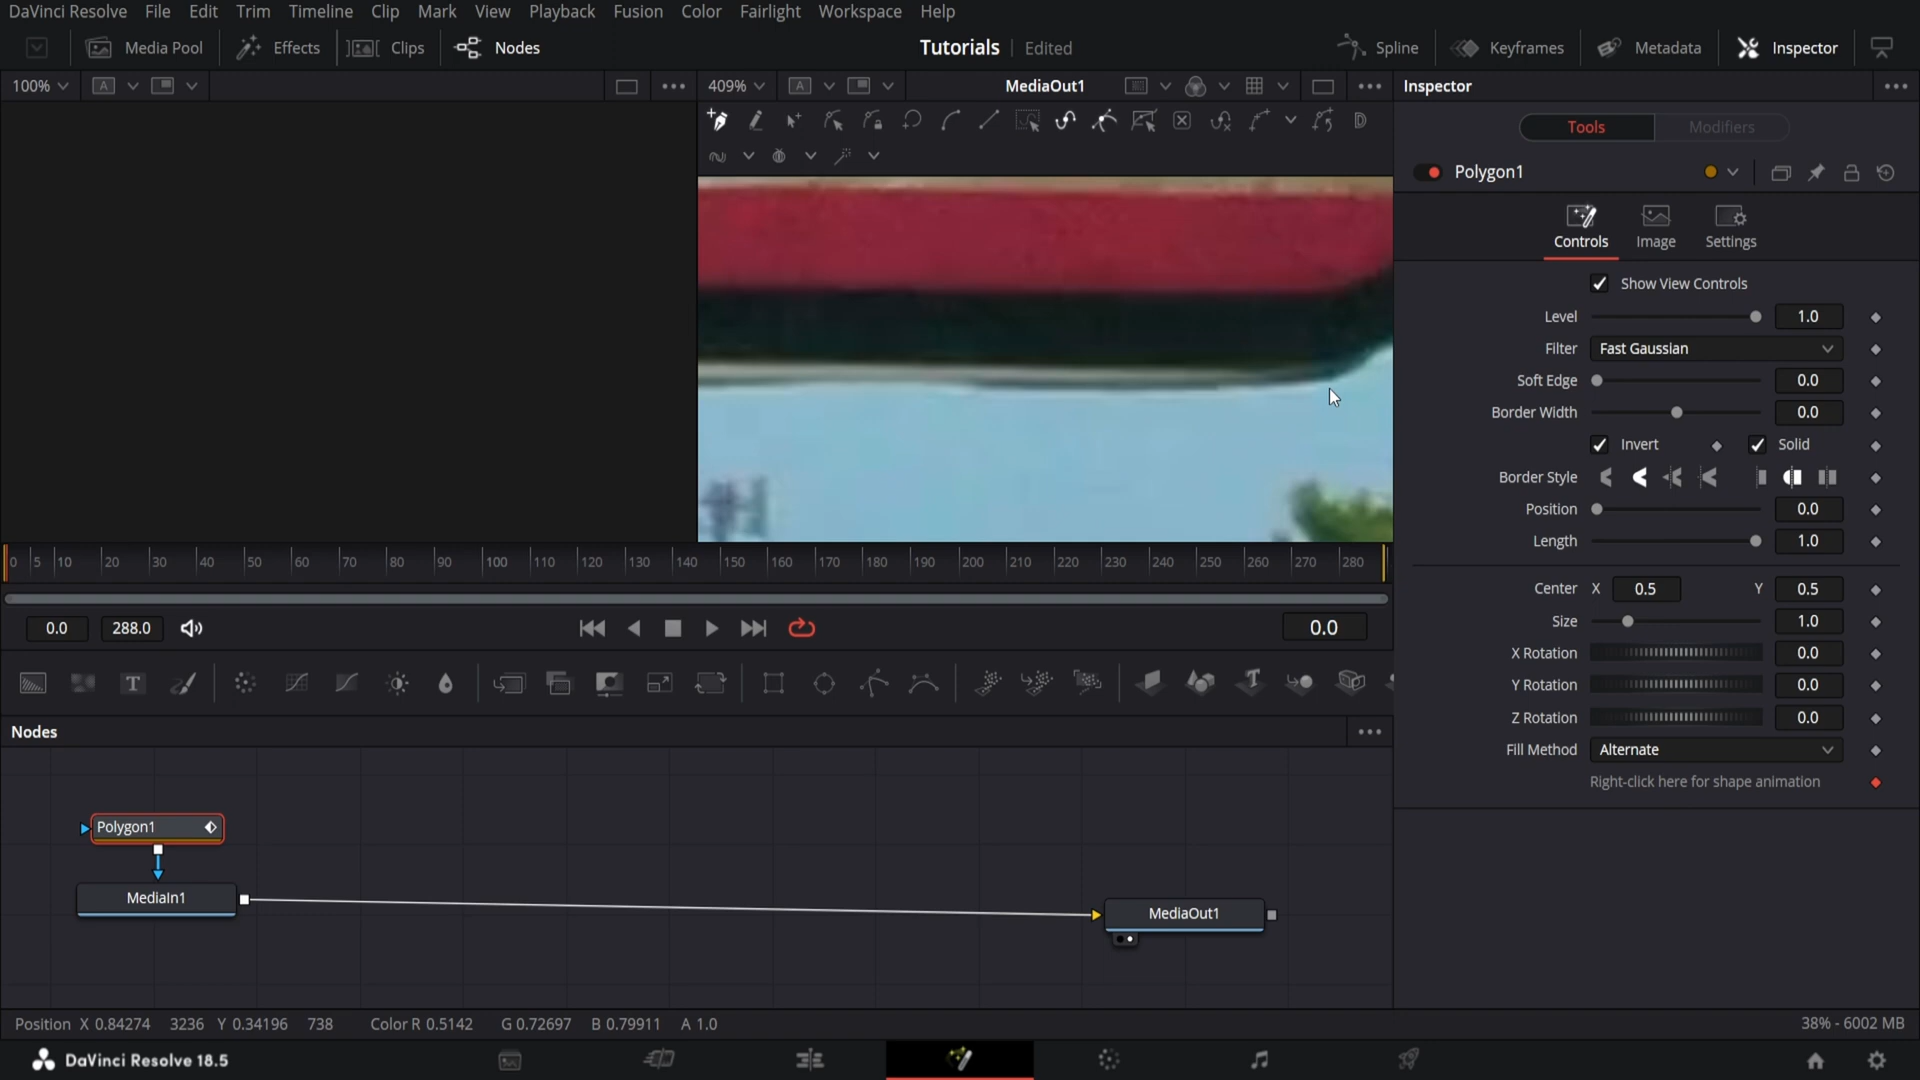 DaVinci Resolve File Edit Trim Timeline Clip Mark View Playback Fusion Color Fairlight Workspace Help
Media Pool Effects Clips Nodes Tutorials Edited Spline Keyframes Metadata Inspector
100% A 409% A MediaOut1 Inspector
D
Tools Modifiers
Polygon1
Controls Image Settings
Show View Controls
Level 1.0
Filter Fast Gaussian
Soft Edge 0.0
Border Width 0.0
Invert Solid
Border Style
Position 0.0
Length 1.0
0 5 10 20 30 40 50 60 70 80 90 100 110 120 130 140 150 160 170 180 190 200 210 220 230 240 250 260 270 280
Center X 0.5 Y 0.5
Size 1.0
0.0 288.0 0.0
X Rotation 0.0
Y Rotation 0.0
Z Rotation 0.0
T T
Nodes
Fill Method Alternate
Right-click here for shape animation
Polygon1
MediaIn1
MediaOut1
Position X 0.84274 3236 Y 0.34196 738 Color R 0.5142 G 0.72697 B 0.79911 A 1.0
38% - 6002 MB
DaVinci Resolve 18.5